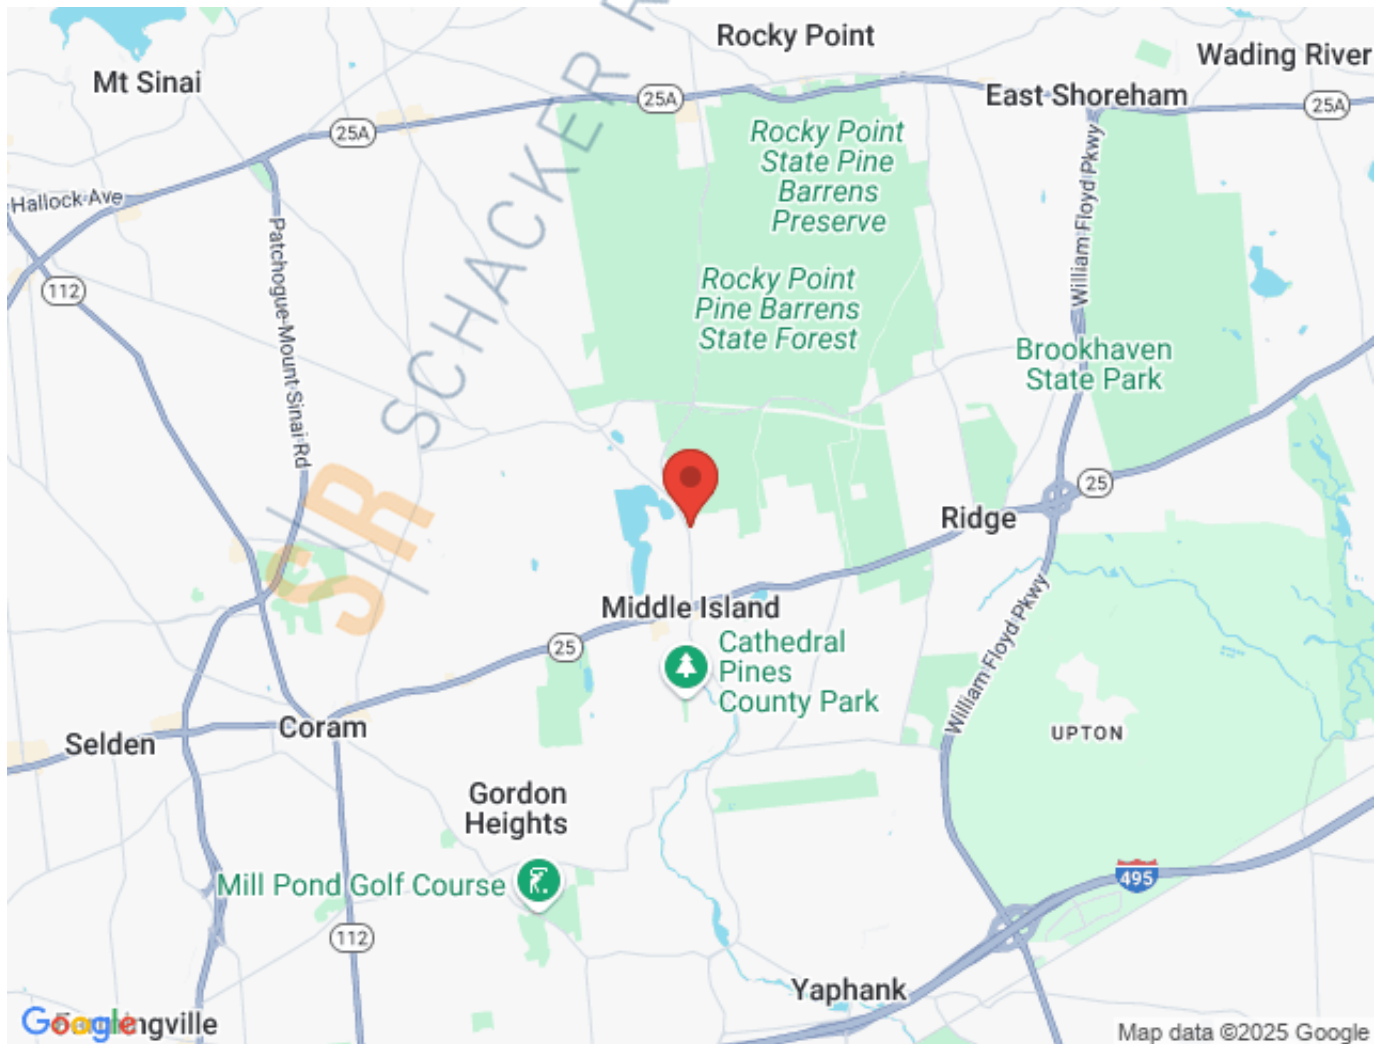 Rocky Point
Wading River
Mt Sinai
25A
East Shoreham
25A
25A
Rocky Point
State Pine
Barrens
Preserve
Hallock Ave
SCHACKER R
William Floyd Pkwy
Patchogue-Mount Sinai Rd
112
Rocky Point
Pine Barrens
State Forest
Brookhaven
State Park
25
S/R
Ridge
Middle Island
25
Cathedral
Pines
County Park
William Floyd Pkwy
Coram
Selden
UPTON
Gordon
Heights
Mill Pond Golf Course
495
112
Yaphank
Google
ngville
Map data ©2025 Google